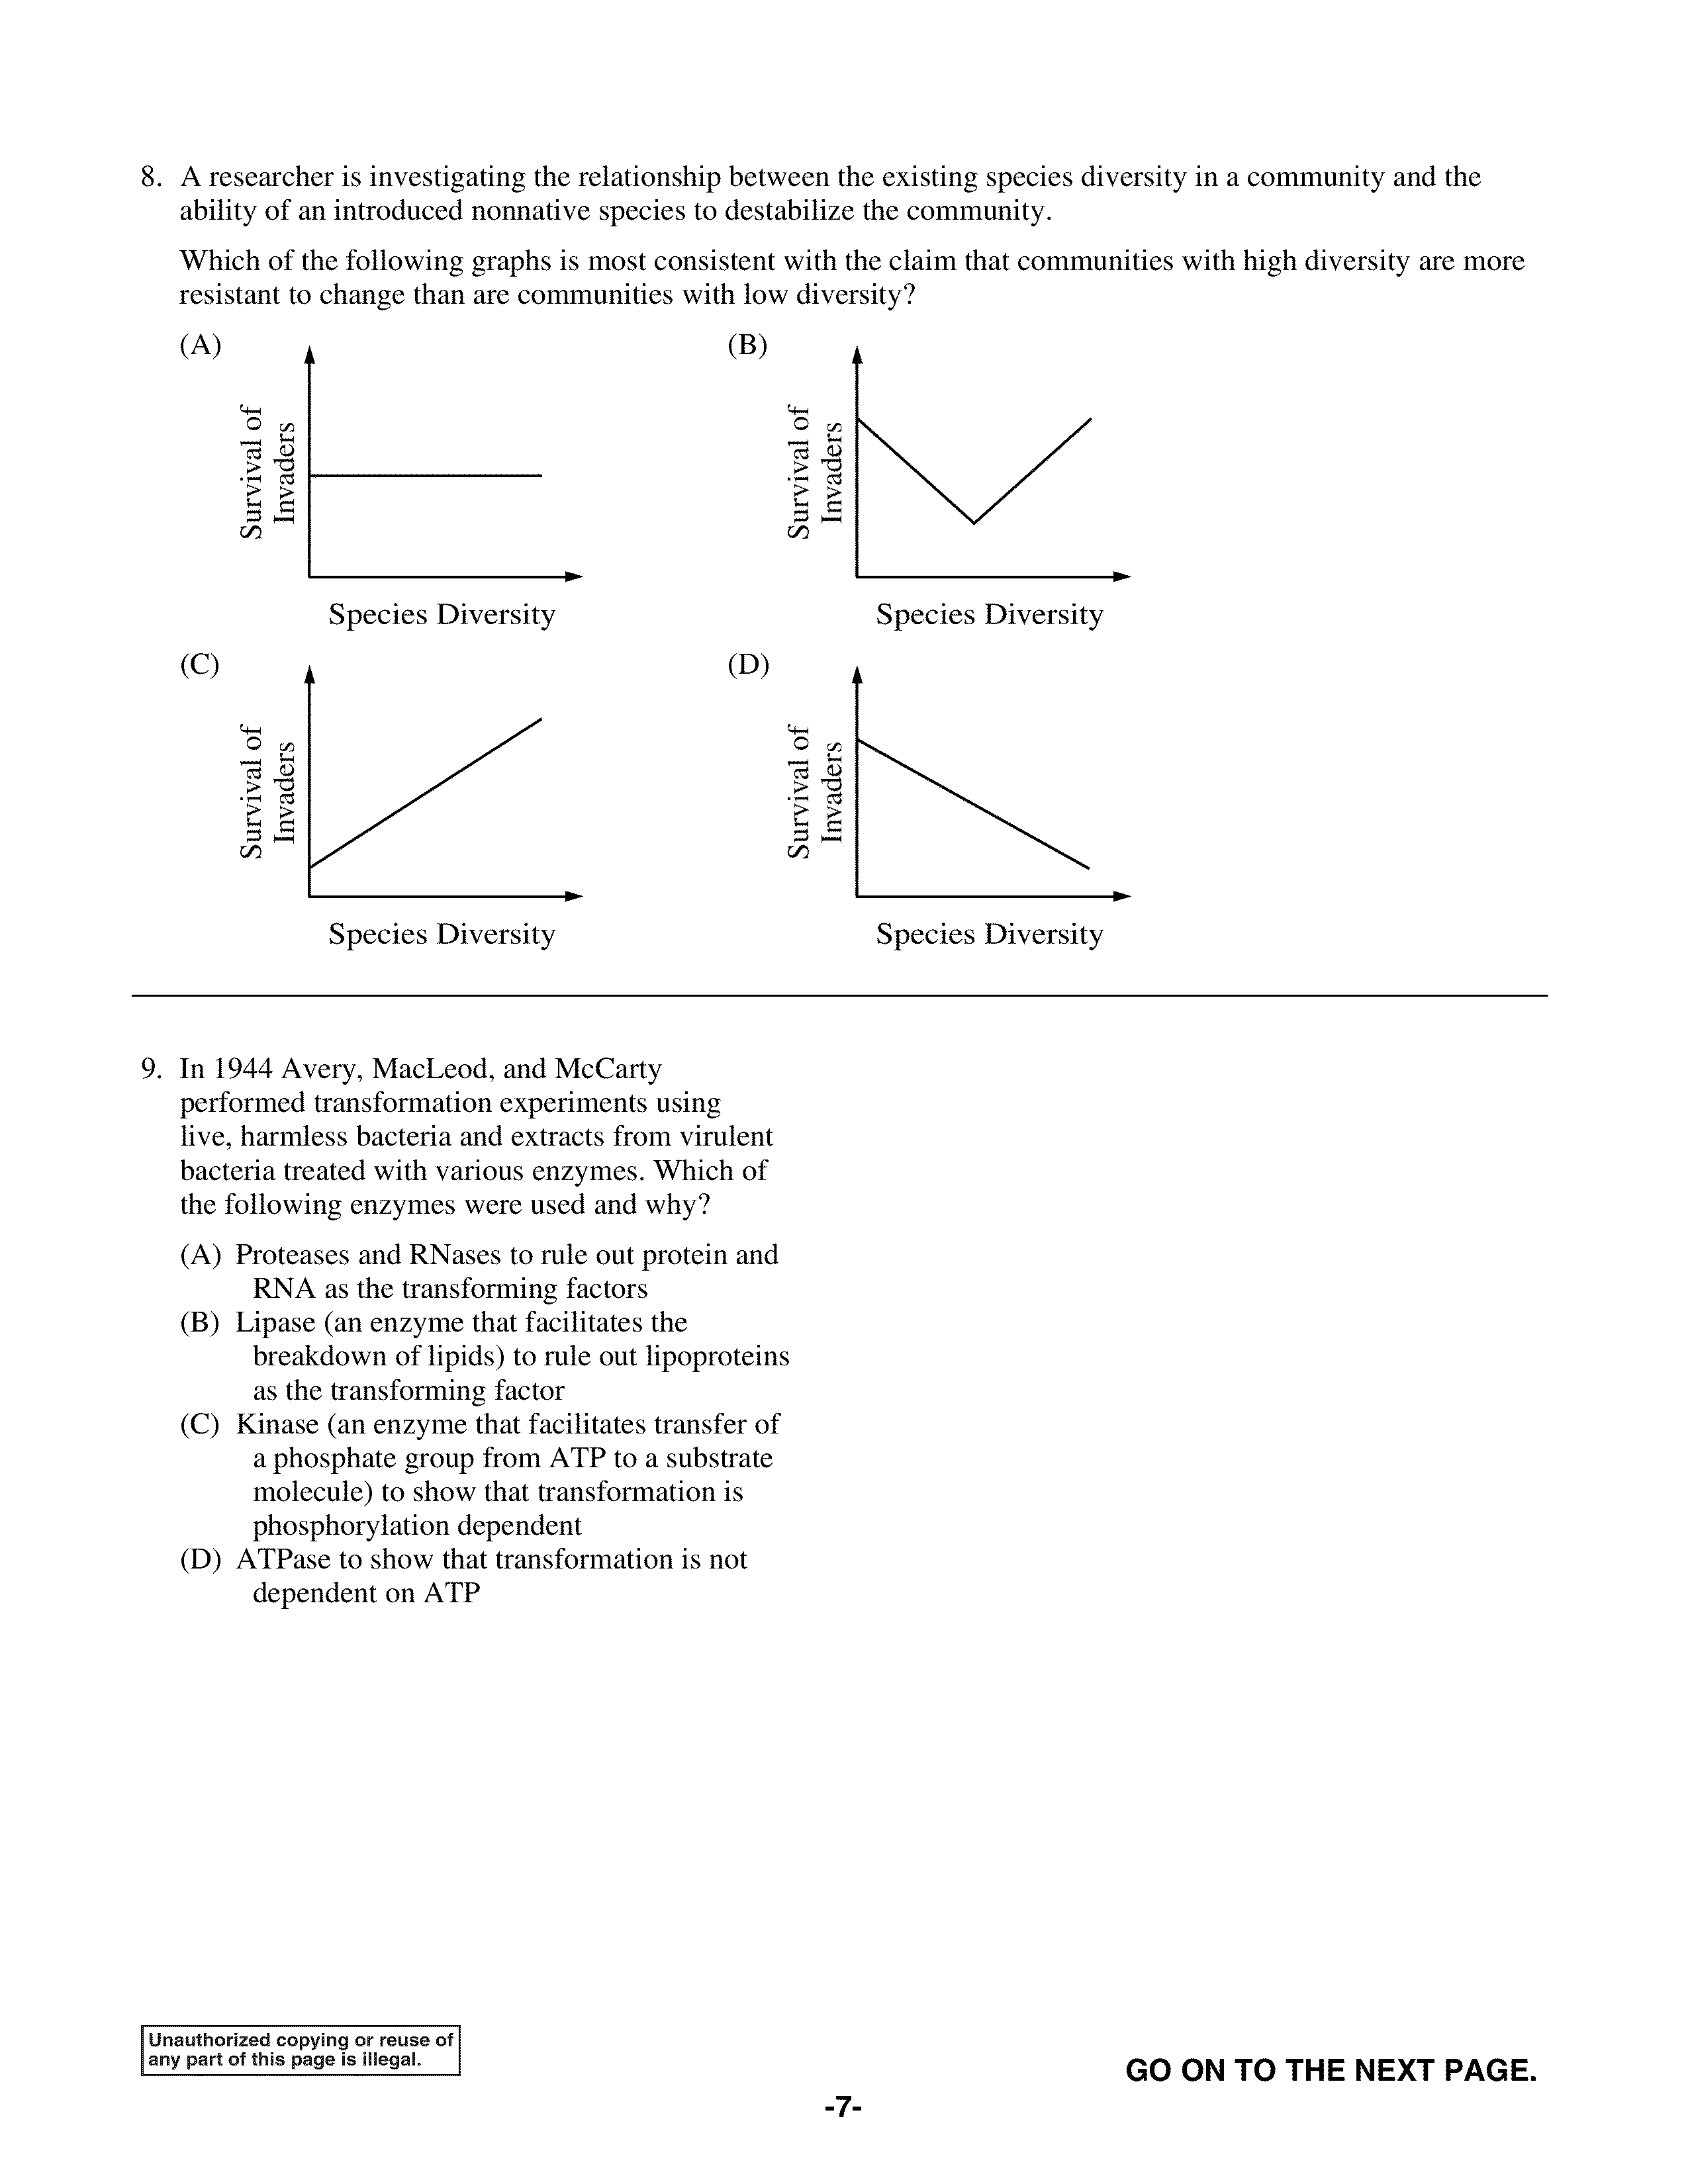 8. A researcher is investigating the relationship between the existing species diversity in a community and the
ability of an introduced nonnative species to destabilize the community.
Which of the following graphs is most consistent with the claim that communities with high diversity are more
resistant to change than are communities with low diversity?
(A)
Survival of
Invaders
Species Diversity
(B)
Survival of
Invaders
Species Diversity
(C)
Survival of
Invaders
Species Diversity
(D)
Survival of
Invaders
Species Diversity
9. In 1944 Avery, MacLeod, and McCarty
performed transformation experiments using
live, harmless bacteria and extracts from virulent
bacteria treated with various enzymes. Which of
the following enzymes were used and why?
(A) Proteases and RNases to rule out protein and
RNA as the transforming factors
(B) Lipase (an enzyme that facilitates the
breakdown of lipids) to rule out lipoproteins
as the transforming factor
(C) Kinase (an enzyme that facilitates transfer of
a phosphate group from ATP to a substrate
molecule) to show that transformation is
phosphorylation dependent
(D) ATPase to show that transformation is not
dependent on ATP
Unauthorized copying or reuse of
any part of this page is illegal.
GO ON TO THE NEXT PAGE.
-7-